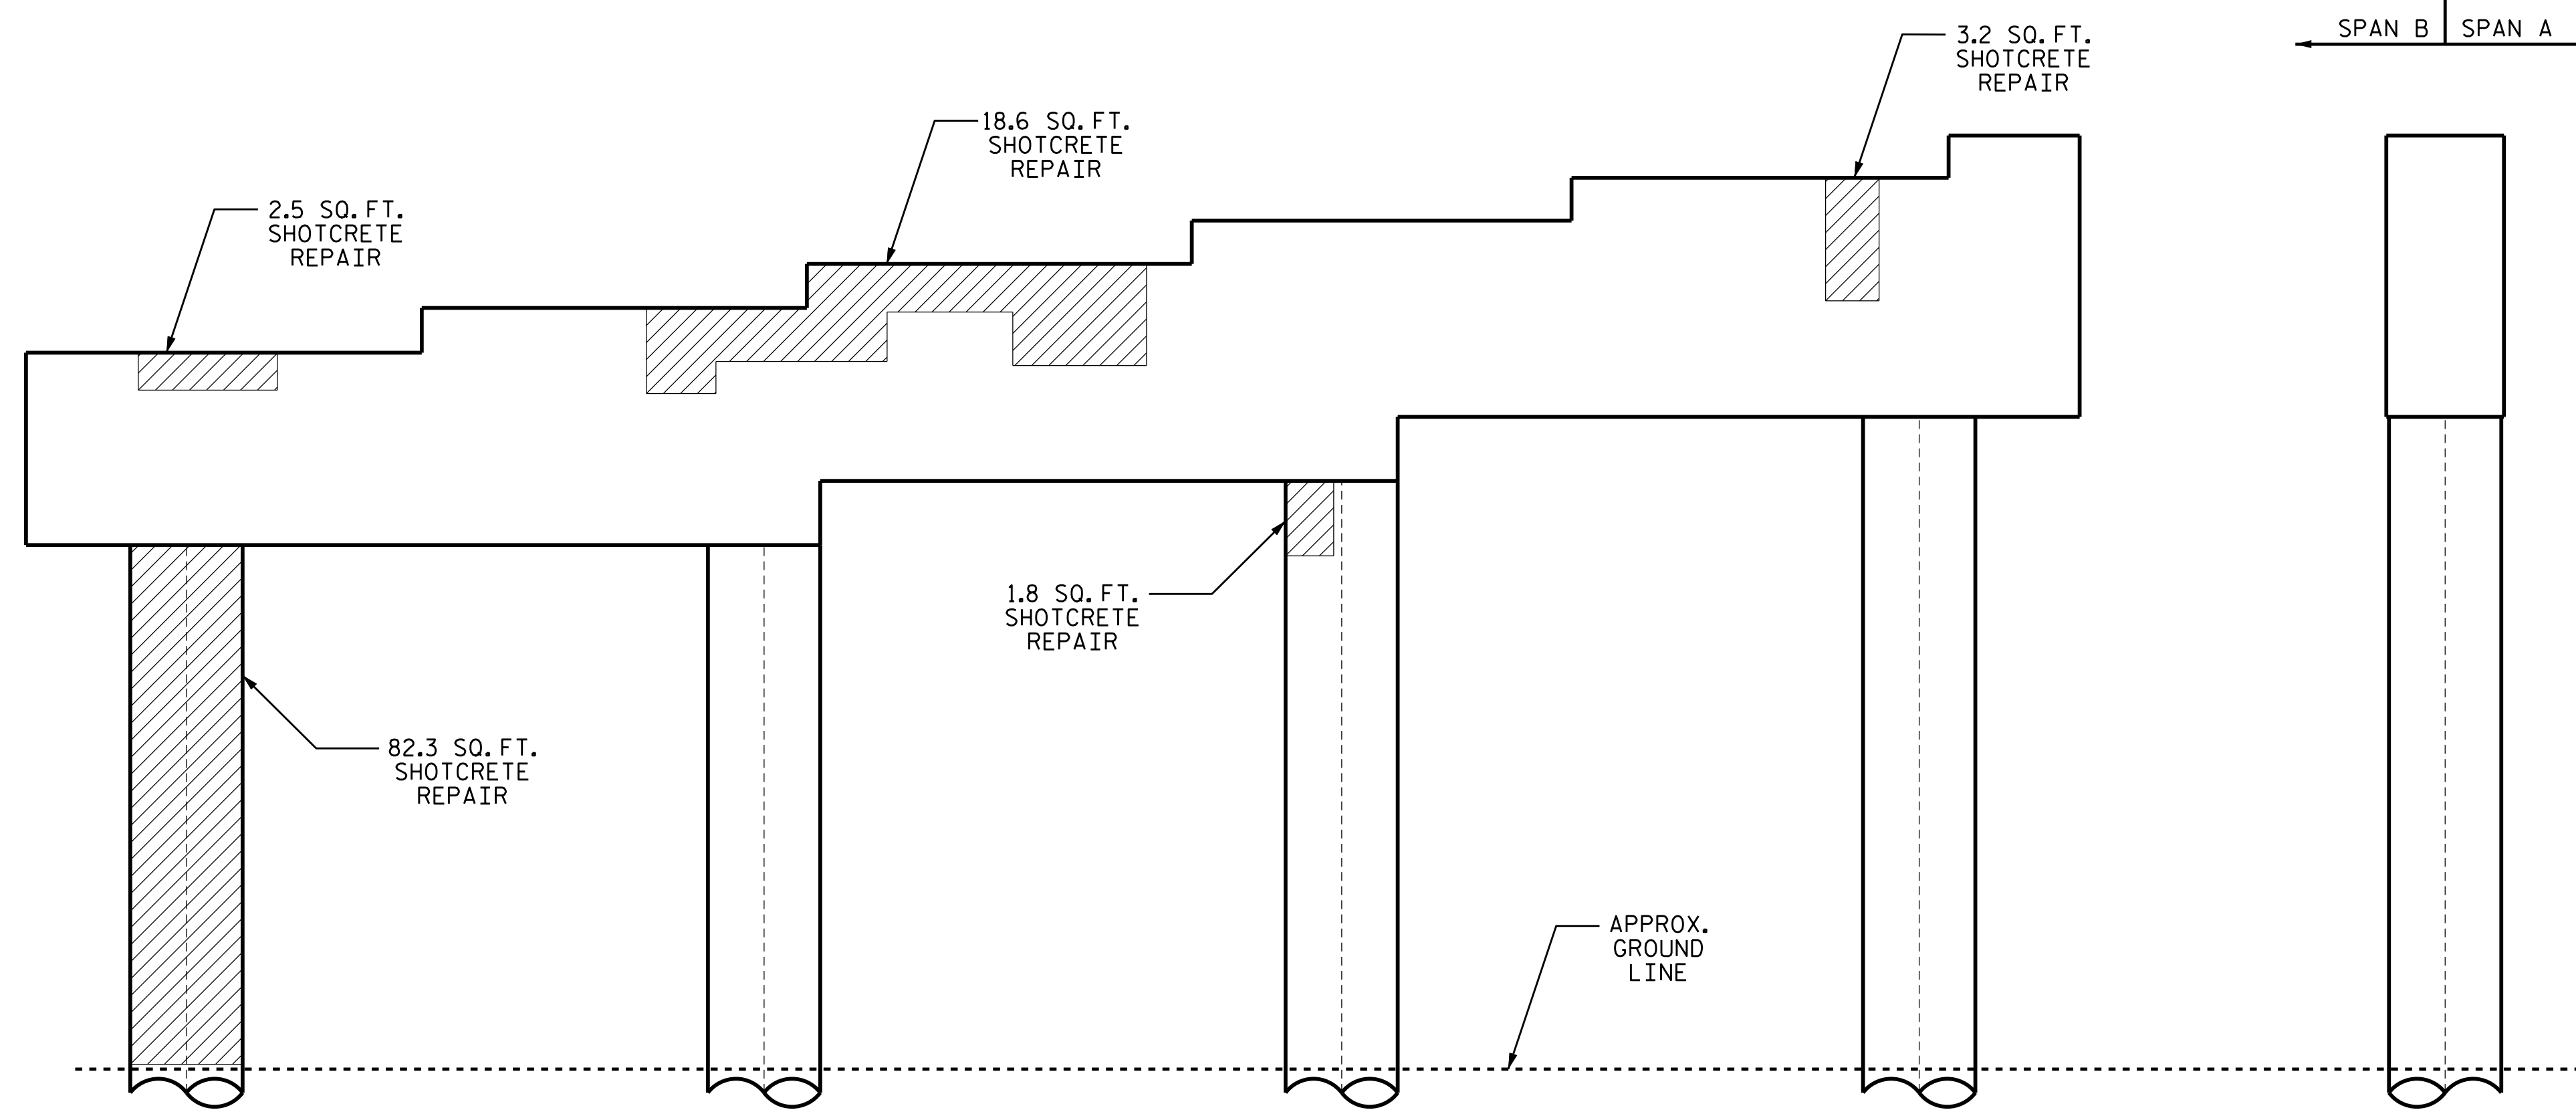 SPAN B SPAN A
3.2 SQ.FT.
SHOTCRETE
REPAIR
18.6 SQ.FT.
SHOTCRETE
REPAIR
2.5 SQ.FT.
SHOTCRETE
REPAIR
1.8 SQ.FT.
SHOTCRETE
REPAIR
82.3 SQ.FT.
SHOTCRETE
REPAIR
APPROX.
GROUND
LINE